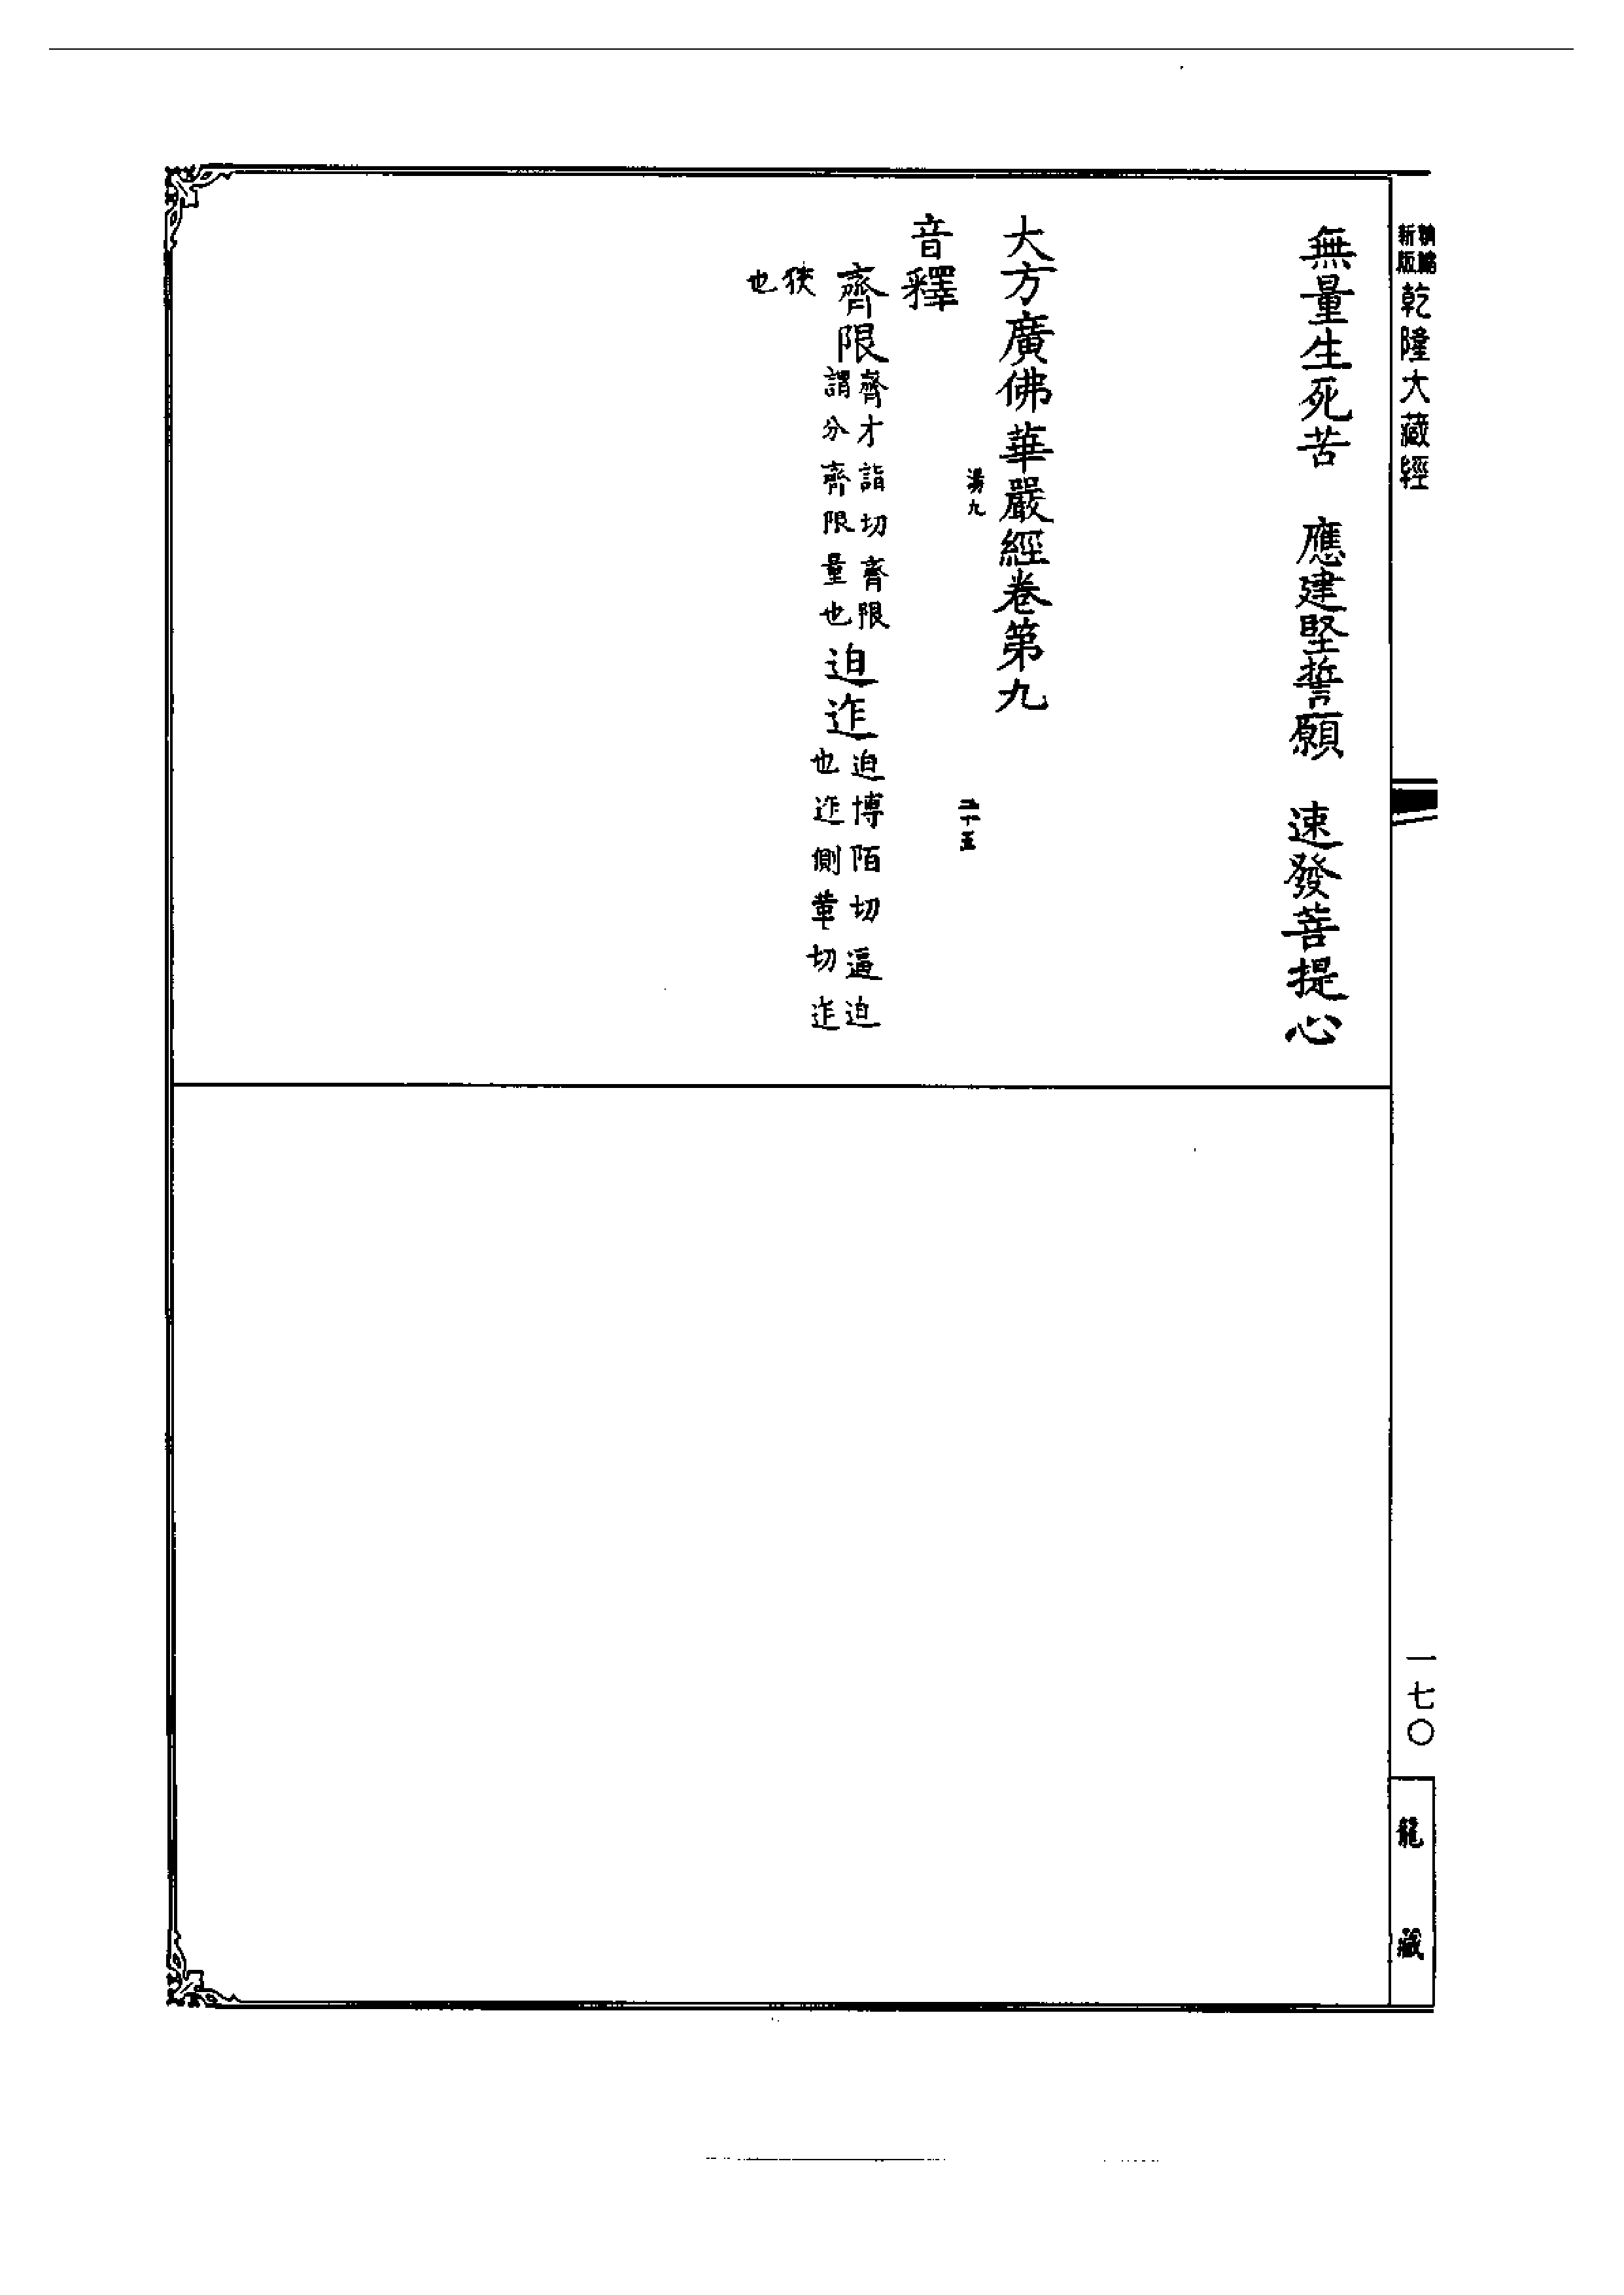 新版
乾隆大藏經
無量生死苦　應建堅誓願　速發菩提心
大方廣佛華嚴經卷第九
湯九　二十五
音釋
齊限
齊才詣切齊限
謂分齊限量也
迫迮
迫博陌切逼迫
也迮側革切迮
狹
也
一七〇
龍藏